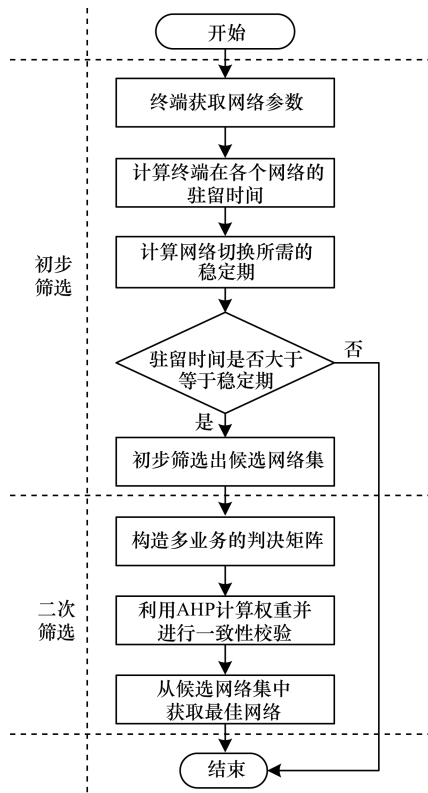 开始
终端获取网络参数
计算终端在各个网络的
驻留时间
计算网络切换所需的
稳定期
初步
筛选
驻留时间是否大于
等于稳定期
否
是
初步筛选出候选网络集
构造多业务的判决矩阵
二次
筛选
利用AHP计算权重并
进行一致性校验
从候选网络集中
获取最佳网络
结束